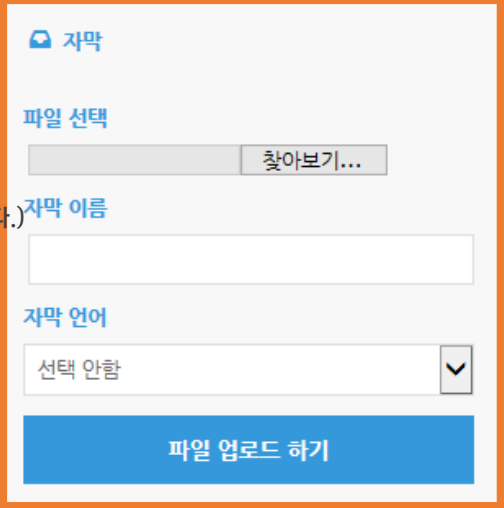 자막
파일 선택
찾아보기...
다.)
자막 이름
자막 언어
선택 안함
파일 업로드 하기